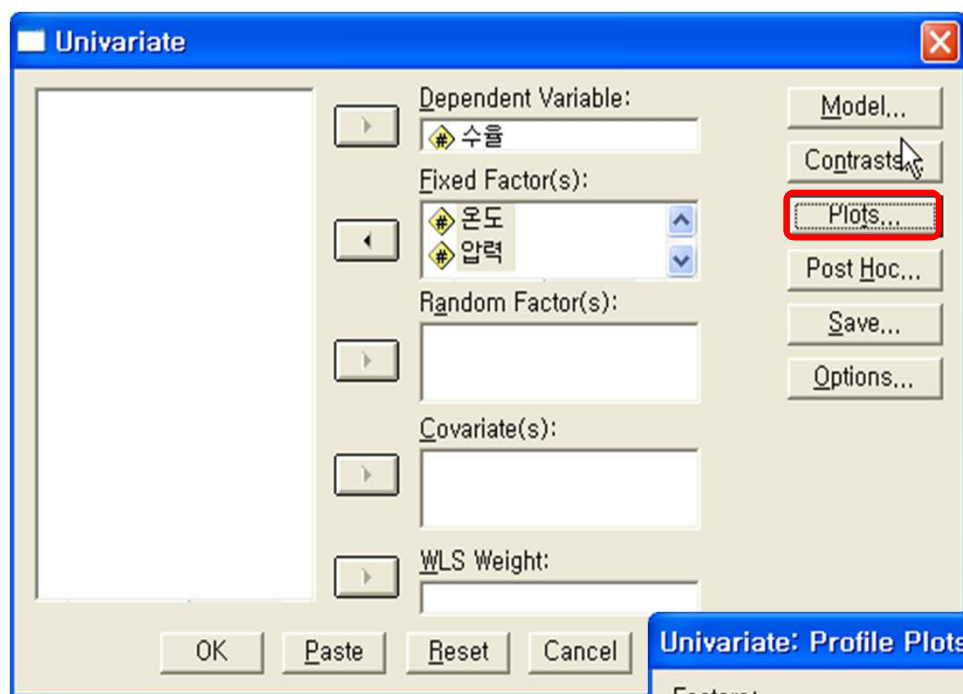 Univariate
Dependent Variable:
수율
Fixed Factor(s):
온도
압력
Random Factor(s):
Covariate(s):
WLS Weight:
Model...
Contrasts
Plots...
Post Hoc...
Save...
Options...
OK
Paste
Reset
Cancel
Univariate: Profile Plots